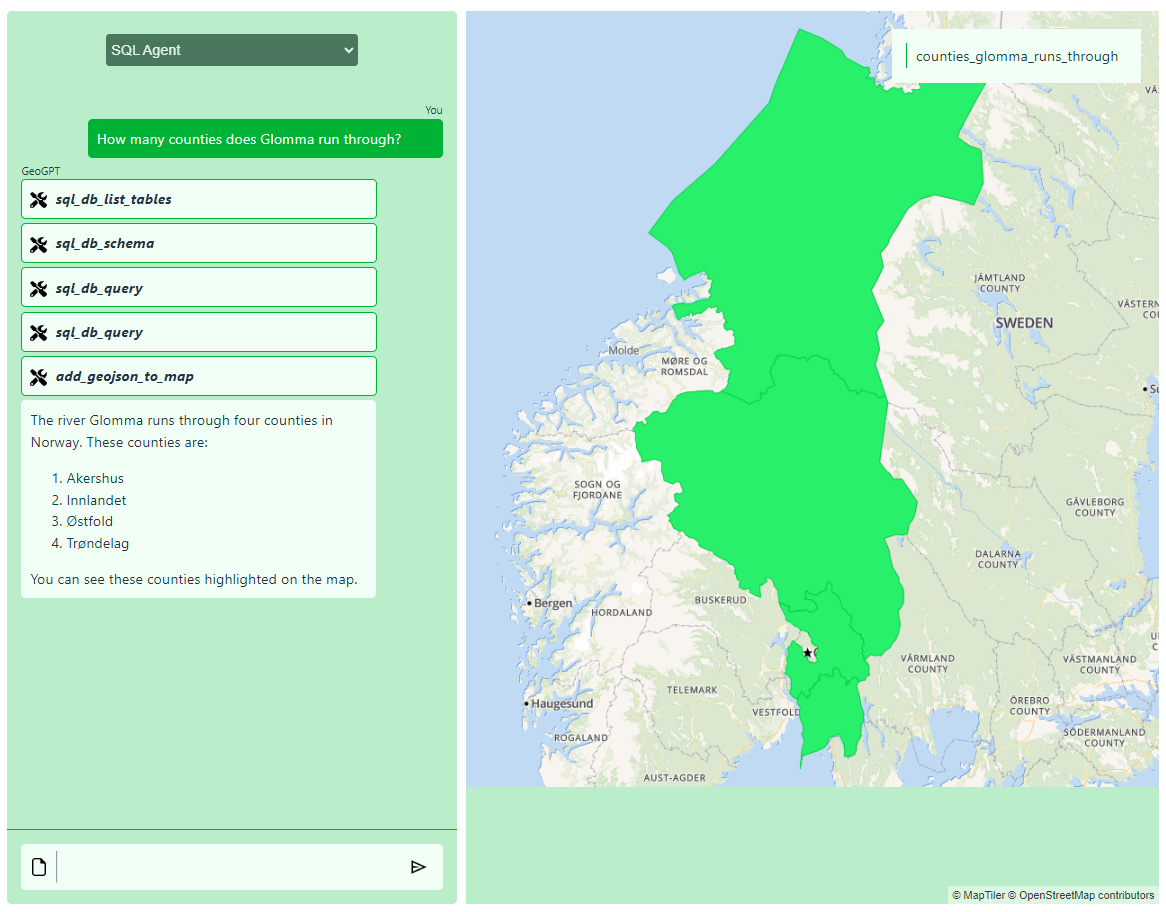 SQL Agent
You
How many counties does Glomma run through?
GeoGPT
sql_db_list_tables
sql_db_schema
sql_db_query
sql_db_query
add_geojson_to_map
The river Glomma runs through four counties in
Norway. These counties are:
1. Akershus
2. Innlandet
3. Østfold
4. Trøndelag
You can see these counties highlighted on the map.
counties_glomma_runs_through
JÄMTLAND
COUNTY
SWEDEN
Molde
MØRE OG
ROMSDAL
SOGN OG
FJORDANE
GÄVLEBORG
COUNTY
DALARNA
COUNTY
Bergen
HORDALAND
BUSKERUD
VÄRMLAND
COUNTY
VÄSTMANLAND
COUNTY
TELEMARK
Haugesund
VESTFOLD
ÖREBRO
COUNTY
ROGALAND
SÖDERMANLAND
COUNTY
AUST-AGDER
© MapTiler © OpenStreetMap contributors